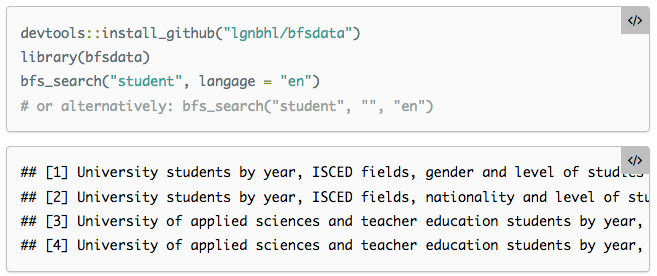 </>
devtools::install_github("lgnbhl/bfsdata")
library(bfsdata)
bfs_search("student", langage = "en")
# or alternatively: bfs_search("student", "", "en")
</>
## [1] University students by year, ISCED fields, gender and level of studies
## [2] University students by year, ISCED fields, nationality and level of stu
## [3] University of applied sciences and teacher education students by year,
## [4] University of applied sciences and teacher education students by year,